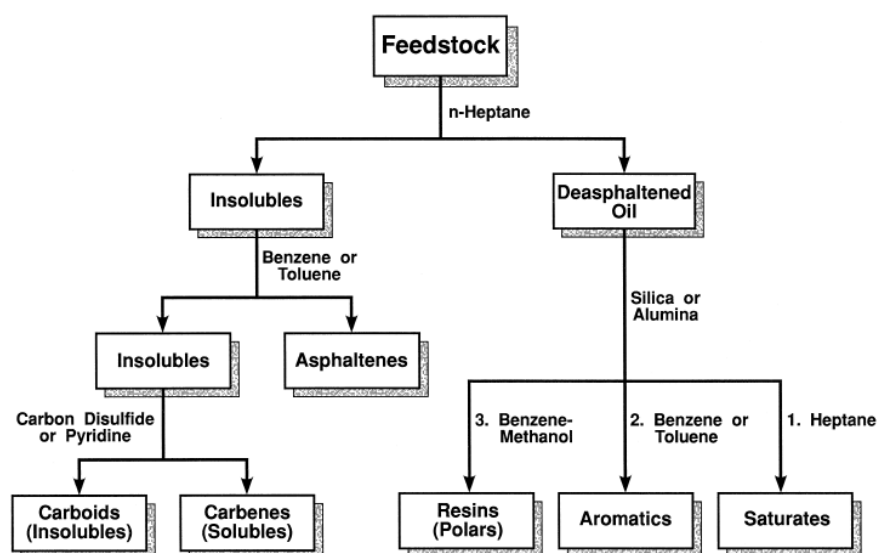 Feedstock
n-Heptane
Insolubles
Deasphaltened
Oil
Benzene or
Toluene
Silica or
Alumina
Insolubles
Asphaltenes
Carbon Disulfide
or Pyridine
3. Benzene-
Methanol
2. Benzene or
Toluene
1. Heptane
Carboids
(Insolubles)
Carbenes
(Solubles)
Resins
(Polars)
Aromatics
Saturates